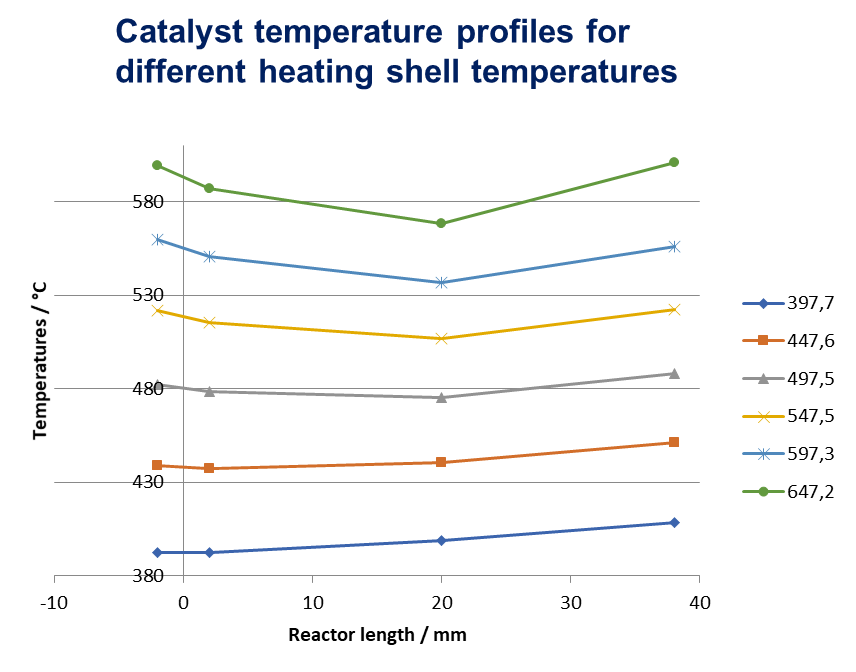 Catalyst temperature profiles for
different heating shell temperatures
580
530
480
430
380
-10 0 10 20 30 40
Temperatures / °C
Reactor length / mm
397,7
447,6
497,5
547,5
597,3
647,2